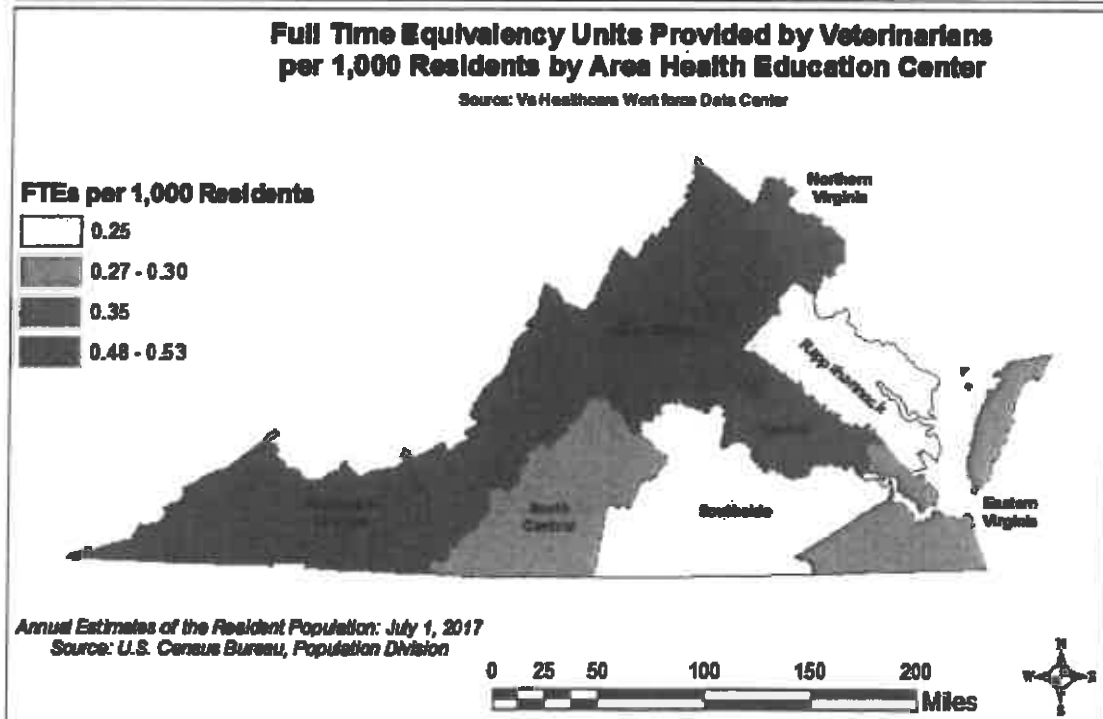 Full Time Equivalency Units Provided by Veterinarians
per 1,000 Residents by Area Health Education Center
Source: Va Healthcare Work force Data Center
FTEs per 1,000 Residents
0.25
0.27 - 0.30
0.35
0.48 - 0.53
Northern
Virginia
Rappahannock
South
Central
Southside
Eastern
Virginia
Annual Estimates of the Resident Population: July 1, 2017
Source: U.S. Census Bureau, Population Division
0 25 50 100 150 200
Miles
N
W E
S